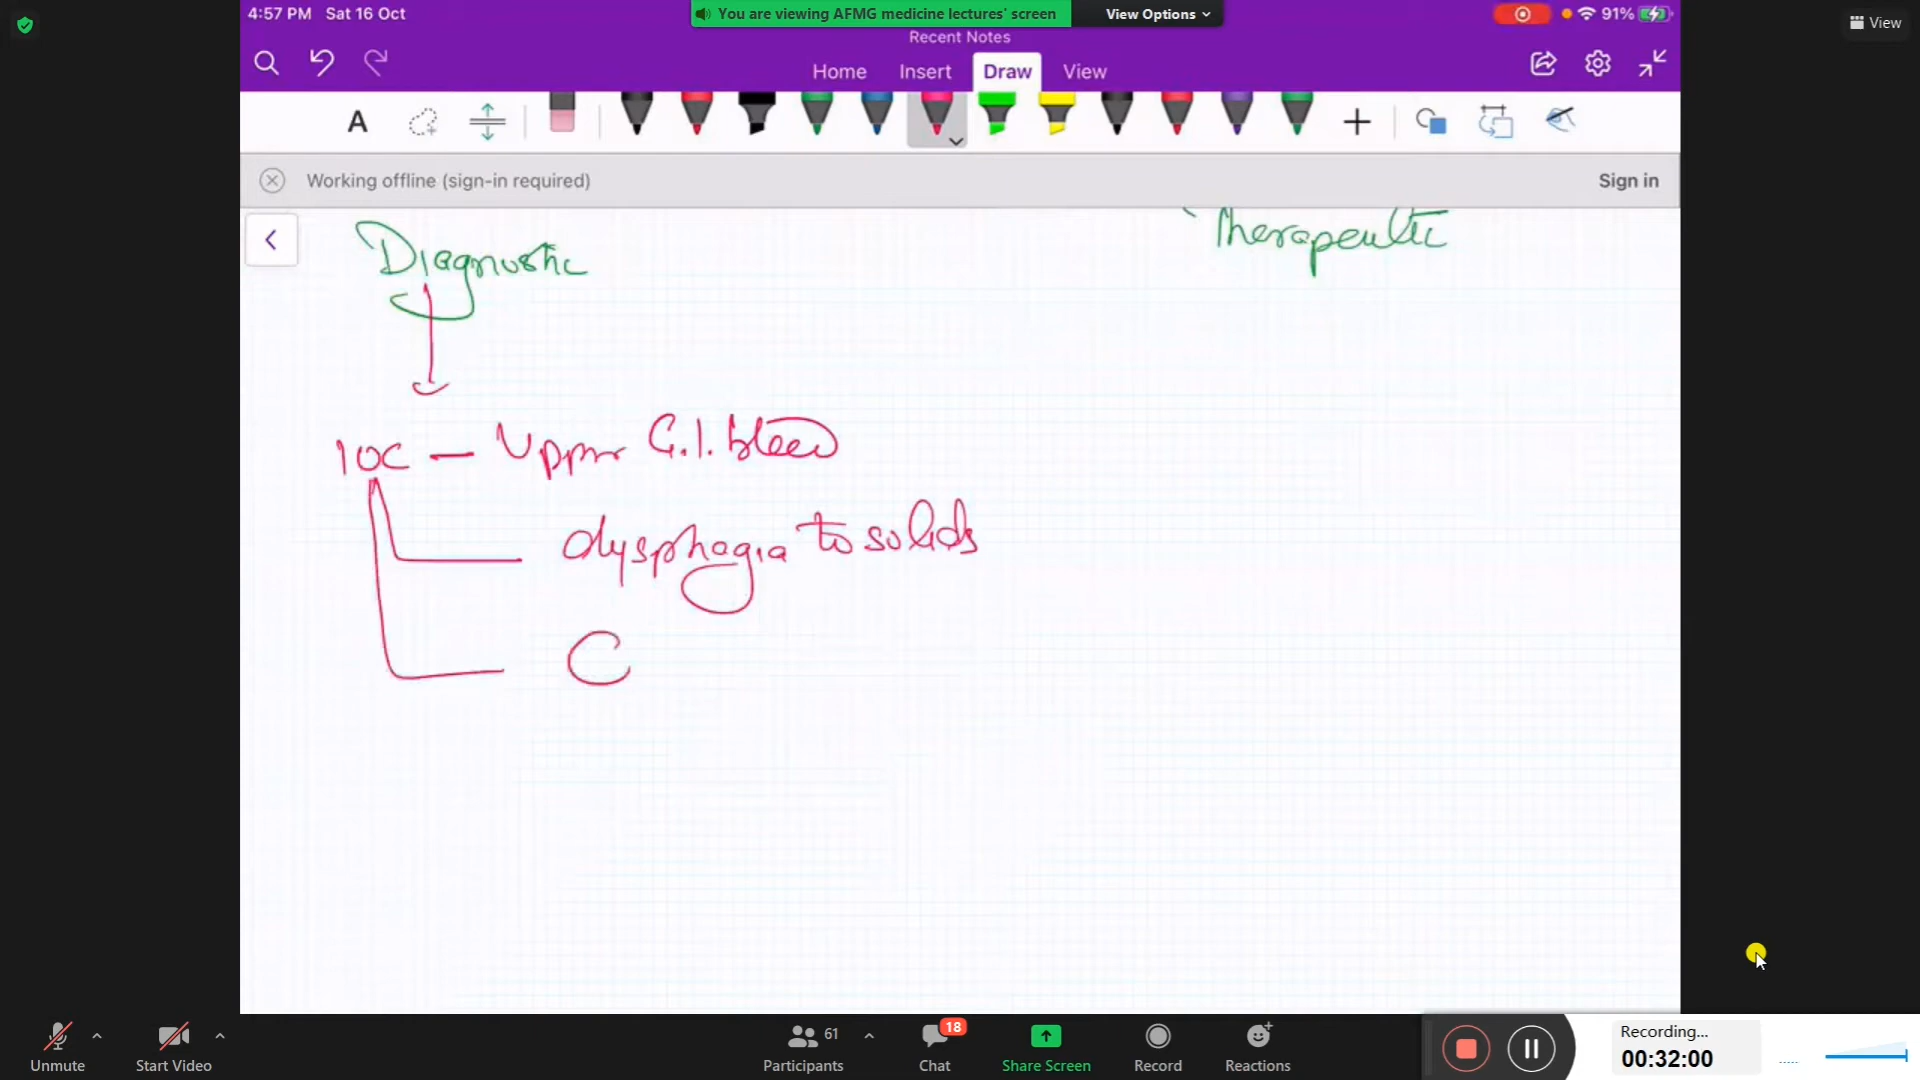 4:57 PM Sat 16 Oct
You are viewing AFMG medicine lectures' screen
View Options
91%
View
Recent Notes
Home Insert Draw View
A
Working offline (sign-in required)
Sign in
Diagnostic
Therapeutic
IOC — Upper G.I. bleed
dysphagia to solids
C
Unmute
Start Video
61
Participants
18
Chat
Share Screen
Record
Reactions
Recording...
00:32:00